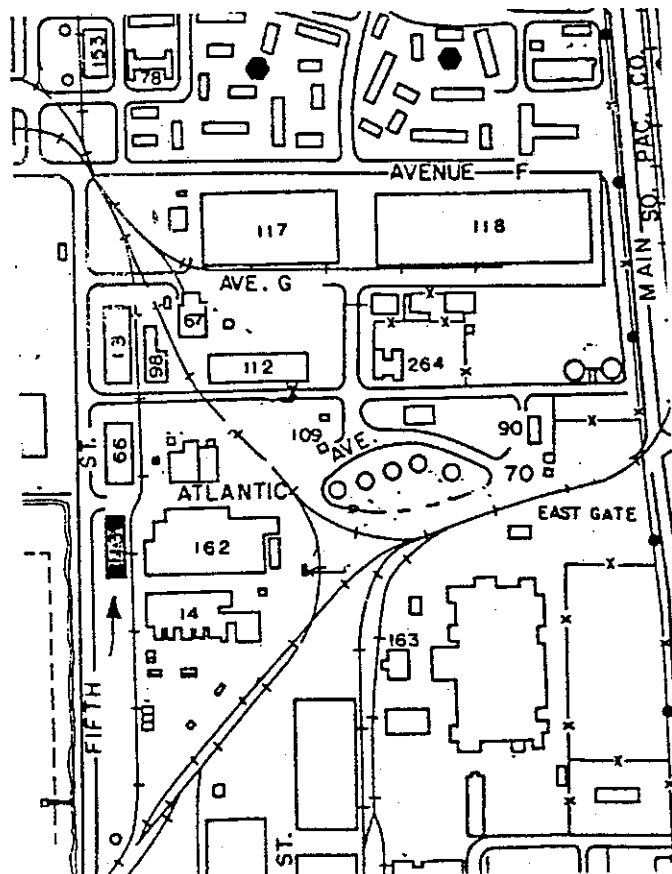 153
78
AVENUE F
MAIN SO. PAC. CO.
117
118
AVE. G
67
13
98
112
264
109
AVE.
90
66
ST.
70
ATLANTIC
EAST GATE
113
162
14
163
FIFTH
ST.